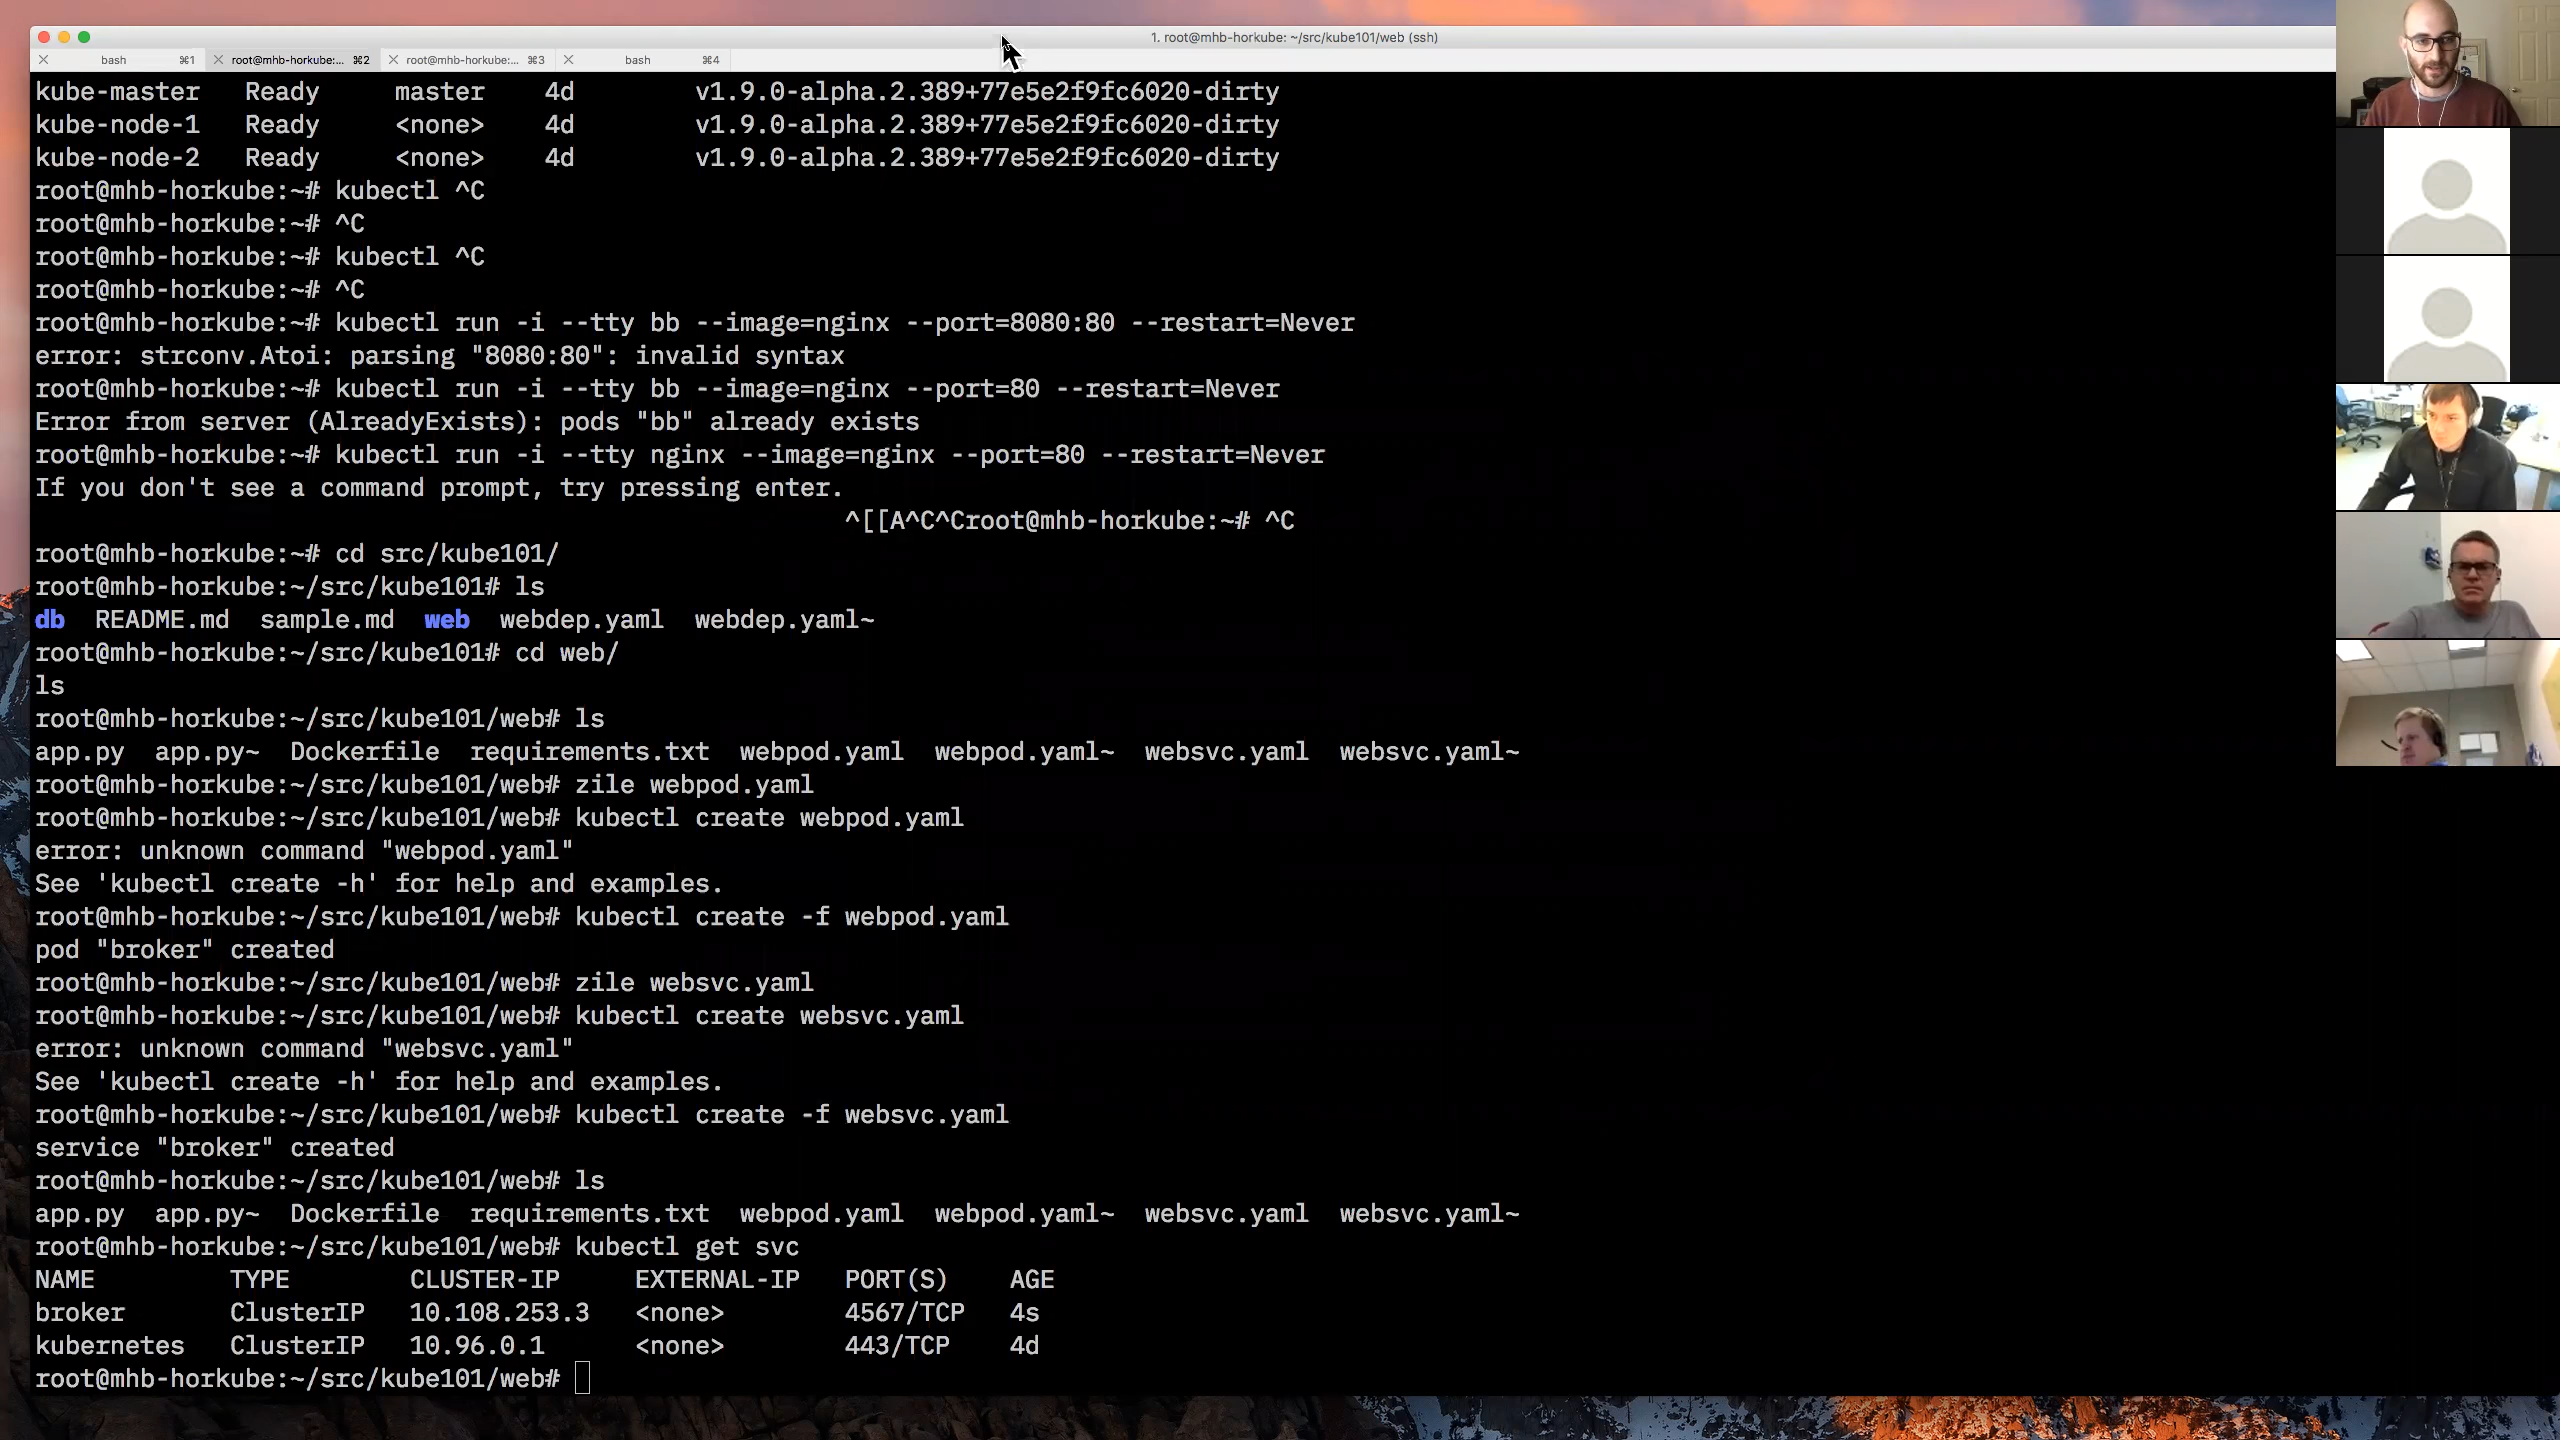 1. root@mhb-horkube: ~/src/kube101/web (ssh)
bash ⌘1 root@mhb-horkube:... ⌘2 root@mhb-horkube:... ⌘3 bash ⌘4
kube-master Ready master 4d v1.9.0-alpha.2.389+77e5e2f9fc6020-dirty
kube-node-1 Ready <none> 4d v1.9.0-alpha.2.389+77e5e2f9fc6020-dirty
kube-node-2 Ready <none> 4d v1.9.0-alpha.2.389+77e5e2f9fc6020-dirty
root@mhb-horkube:~# kubectl ^C
root@mhb-horkube:~# ^C
root@mhb-horkube:~# kubectl ^C
root@mhb-horkube:~# ^C
root@mhb-horkube:~# kubectl run -i --tty bb --image=nginx --port=8080:80 --restart=Never
error: strconv.Atoi: parsing "8080:80": invalid syntax
root@mhb-horkube:~# kubectl run -i --tty bb --image=nginx --port=80 --restart=Never
Error from server (AlreadyExists): pods "bb" already exists
root@mhb-horkube:~# kubectl run -i --tty nginx --image=nginx --port=80 --restart=Never
If you don't see a command prompt, try pressing enter.
^[[A^C^Croot@mhb-horkube:~# ^C
root@mhb-horkube:~# cd src/kube101/
root@mhb-horkube:~/src/kube101# ls
db README.md sample.md web webdep.yaml webdep.yaml~
root@mhb-horkube:~/src/kube101# cd web/
ls
root@mhb-horkube:~/src/kube101/web# ls
app.py app.py~ Dockerfile requirements.txt webpod.yaml webpod.yaml~ websvc.yaml websvc.yaml~
root@mhb-horkube:~/src/kube101/web# zile webpod.yaml
root@mhb-horkube:~/src/kube101/web# kubectl create webpod.yaml
error: unknown command "webpod.yaml"
See 'kubectl create -h' for help and examples.
root@mhb-horkube:~/src/kube101/web# kubectl create -f webpod.yaml
pod "broker" created
root@mhb-horkube:~/src/kube101/web# zile websvc.yaml
root@mhb-horkube:~/src/kube101/web# kubectl create websvc.yaml
error: unknown command "websvc.yaml"
See 'kubectl create -h' for help and examples.
root@mhb-horkube:~/src/kube101/web# kubectl create -f websvc.yaml
service "broker" created
root@mhb-horkube:~/src/kube101/web# ls
app.py app.py~ Dockerfile requirements.txt webpod.yaml webpod.yaml~ websvc.yaml websvc.yaml~
root@mhb-horkube:~/src/kube101/web# kubectl get svc
NAME TYPE CLUSTER-IP EXTERNAL-IP PORT(S) AGE
broker ClusterIP 10.108.253.3 <none> 4567/TCP 4s
kubernetes ClusterIP 10.96.0.1 <none> 443/TCP 4d
root@mhb-horkube:~/src/kube101/web#